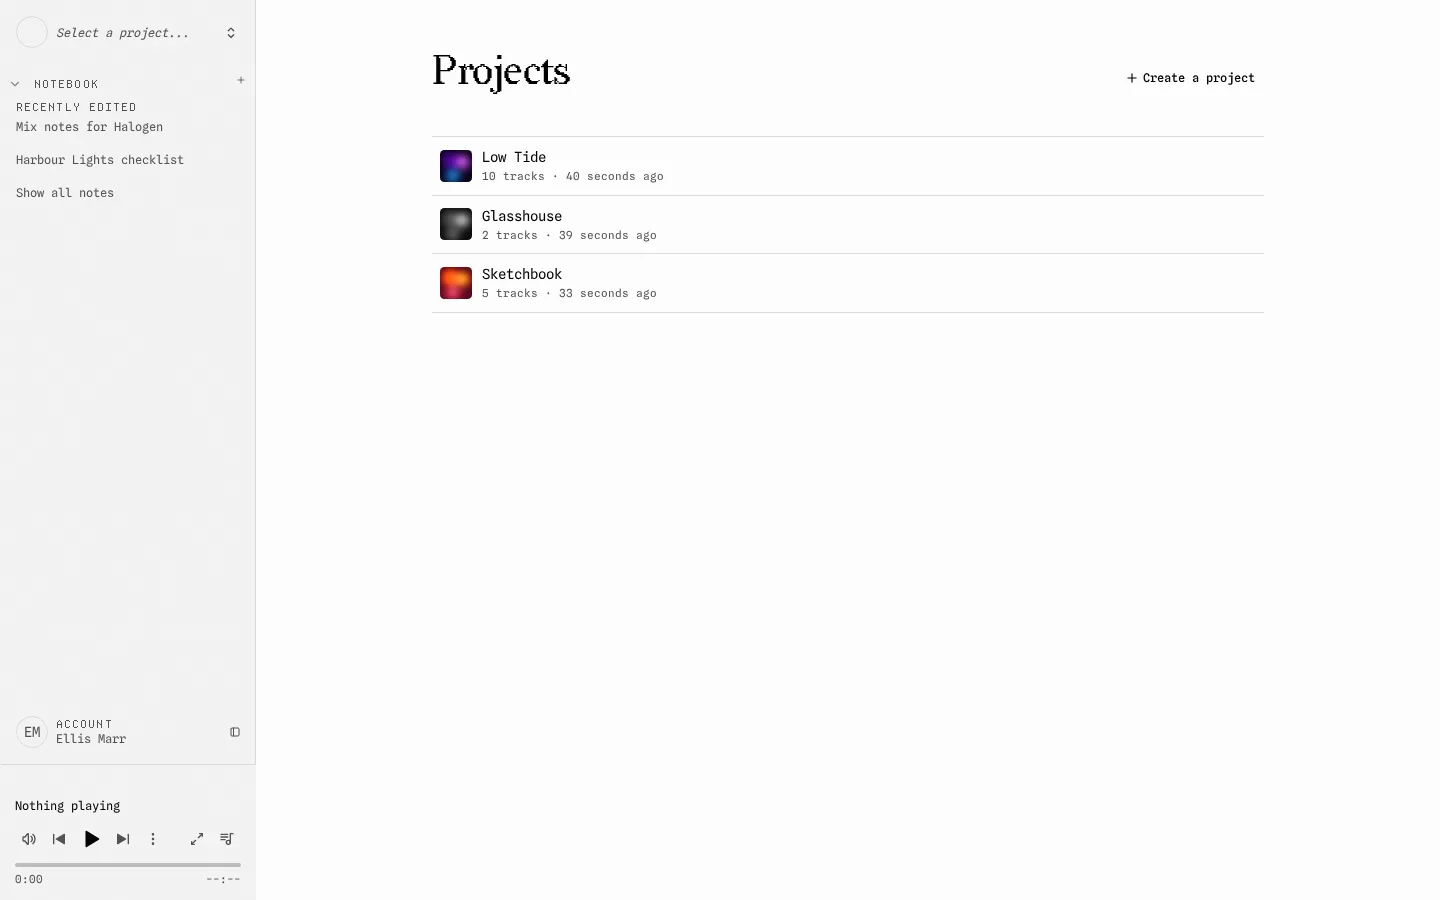 Select a project...
NOTEBOOK
RECENTLY EDITED
Mix notes for Halogen
Harbour Lights checklist
Show all notes
EM
ACCOUNT
Ellis Marr
Nothing playing
0:00
--:--
Projects
+ Create a project
Low Tide
10 tracks · 40 seconds ago
Glasshouse
2 tracks · 39 seconds ago
Sketchbook
5 tracks · 33 seconds ago